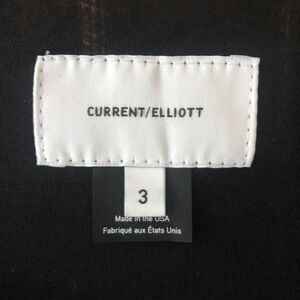 CURRENT/ELLIOTT
3
Made in the USA
Fabriqué aux États Unis